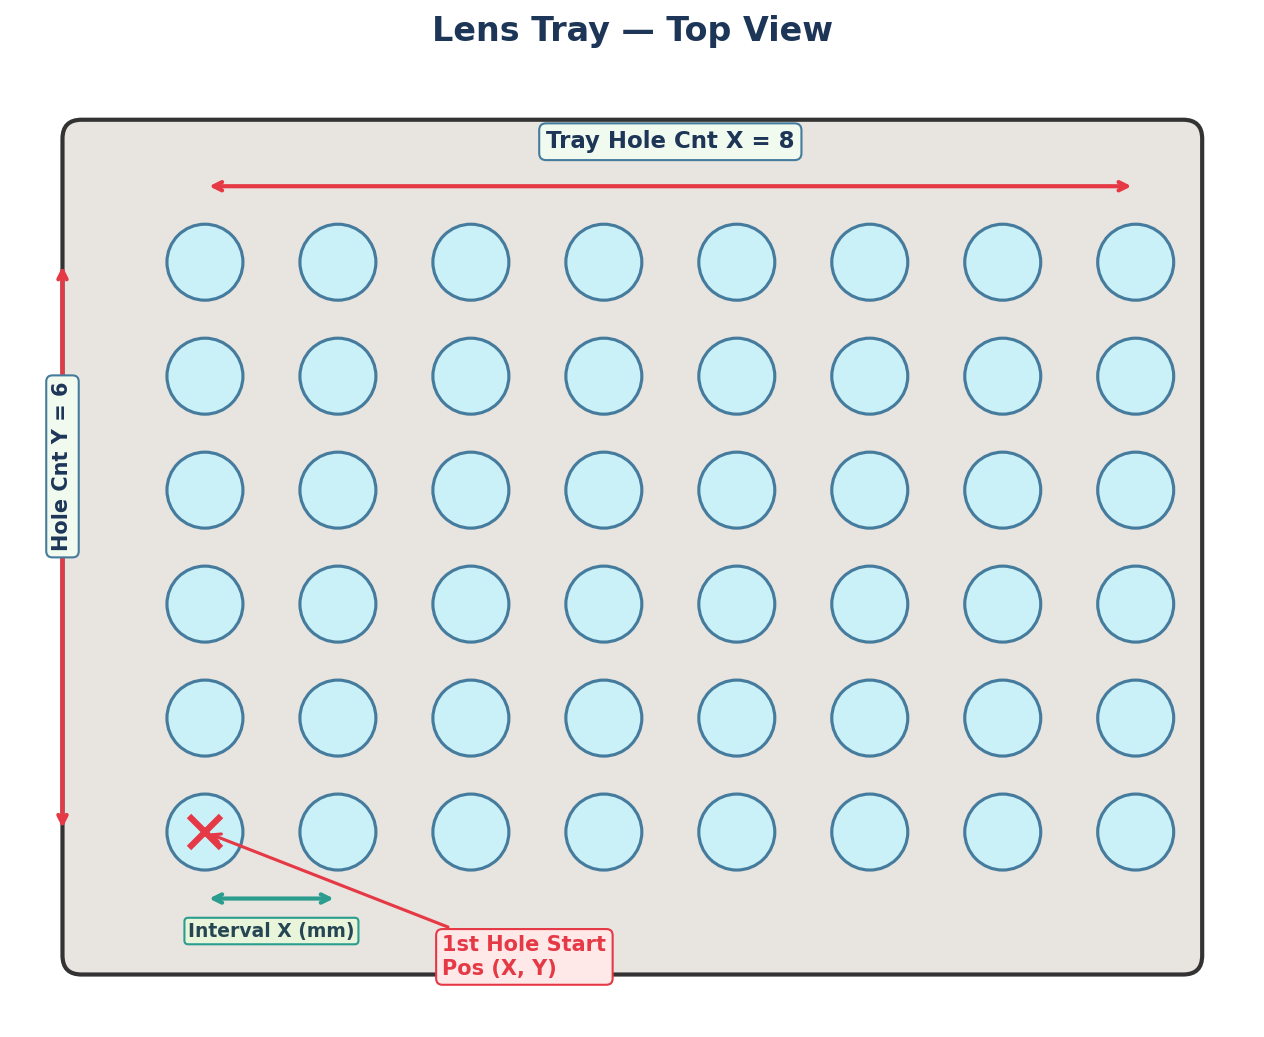 Lens Tray — Top View
Tray Hole Cnt X = 8
Hole Cnt Y = 6
Interval X (mm)
1st Hole Start
Pos (X, Y)